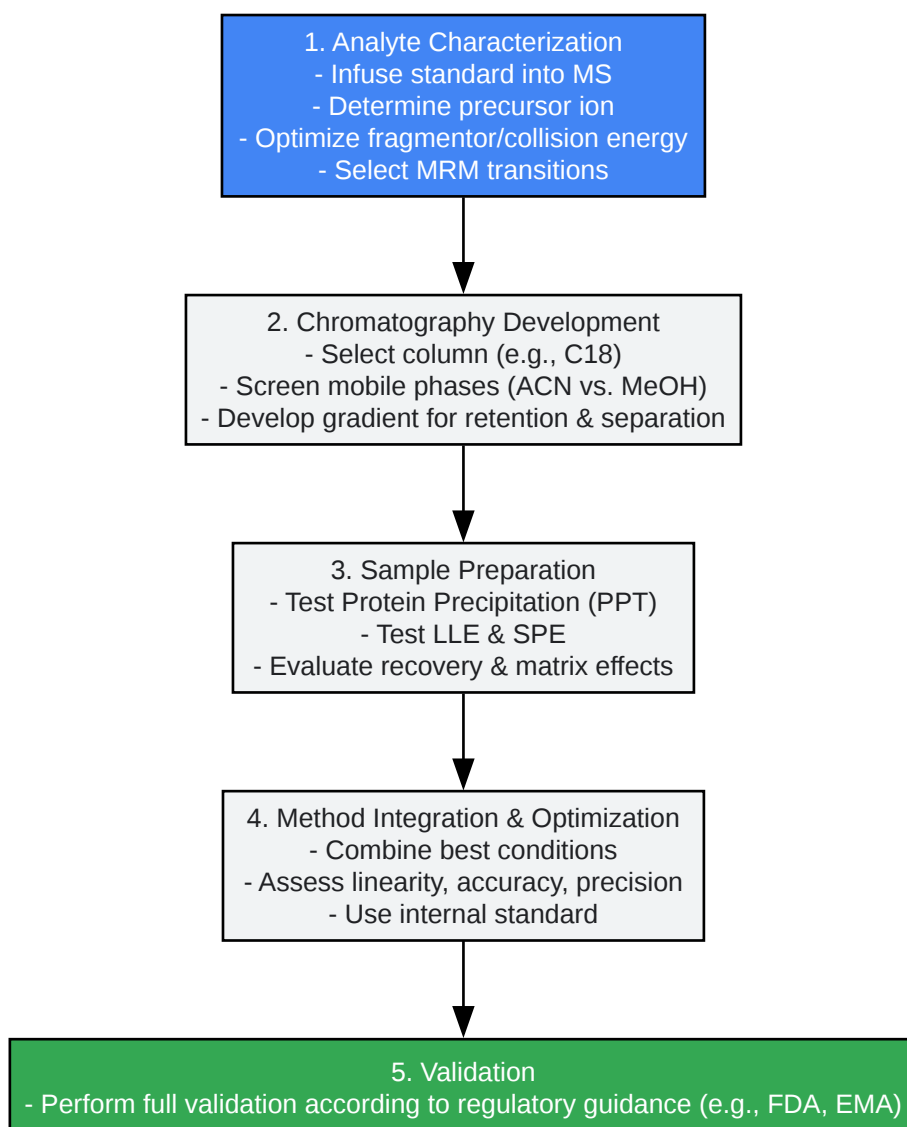 1. Analyte Characterization
- Infuse standard into MS
- Determine precursor ion
- Optimize fragmentor/collision energy
- Select MRM transitions
2. Chromatography Development
- Select column (e.g., C18)
- Screen mobile phases (ACN vs. MeOH)
- Develop gradient for retention & separation
3. Sample Preparation
- Test Protein Precipitation (PPT)
- Test LLE & SPE
- Evaluate recovery & matrix effects
4. Method Integration & Optimization
- Combine best conditions
- Assess linearity, accuracy, precision
- Use internal standard
5. Validation
- Perform full validation according to regulatory guidance (e.g., FDA, EMA)